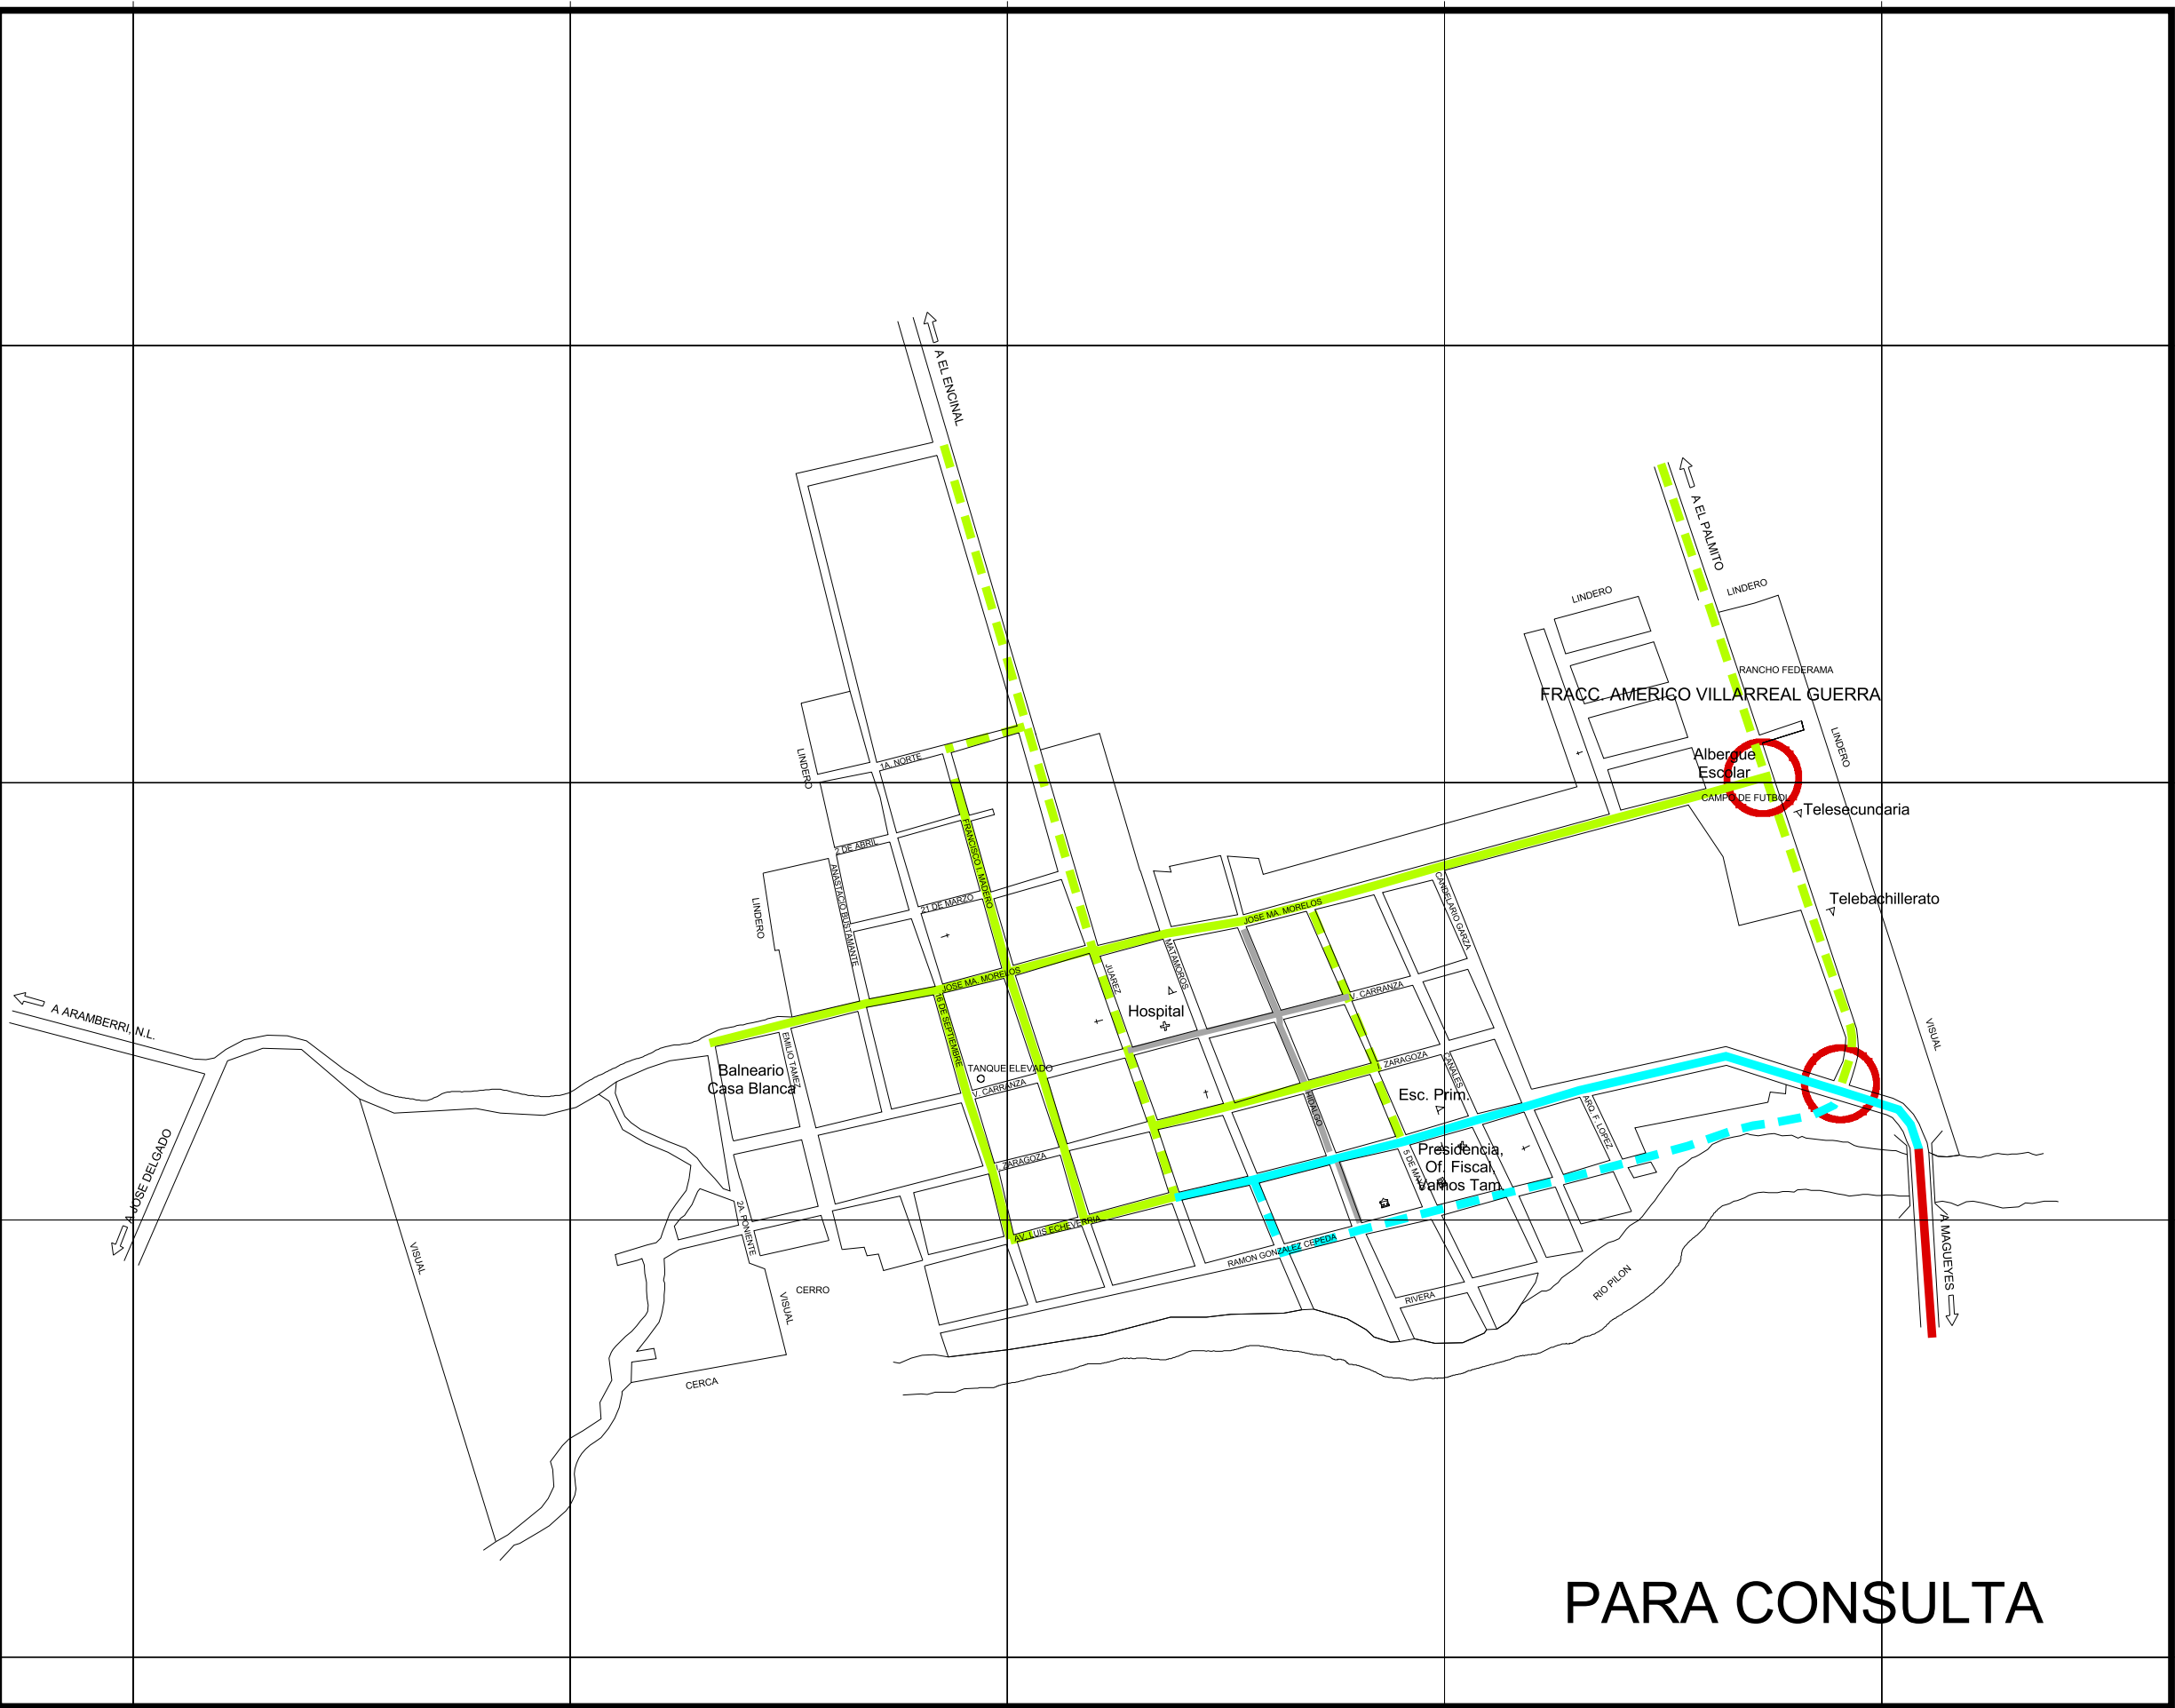 A EL ENCINAL
A EL PALMITO
LINDERO
LINDERO
RANCHO FEDERAMA
FRACC. AMERICO VILLARREAL GUERRA
LINDERO
LINDERO
1A. NORTE
Albergue
Escolar
CAMPO DE FUTBOL
Telesecundaria
FRANCISCO I. MADERO
2 DE ABRIL
ANASTACIO BUSTAMANTE
21 DE MARZO
LINDERO
CANDELARIO GARZA
JOSE MA. MORELOS
Telebachillerato
MATAMOROS
JUAREZ
JOSE MA. MORELOS
16 DE SEPTIEMBRE
V. CARRANZA
Hospital
A ARAMBERRI, N.L.
EMILIO TAMEZ
VISUAL
TANQUE ELEVADO
Balneario
Casa Blanca
V. CARRANZA
I. ZARAGOZA
CANALES
Esc. Prim.
HIDALGO
ARQ. F. LOPEZ
A JOSE DELGADO
I. ZARAGOZA
5 DE MAYO
Presidencia,
Of. Fiscal,
Vamos Tam.
2A. PONIENTE
AV. LUIS ECHEVERRIA
RAMON GONZALEZ CEPEDA
A MAGUEYES
VISUAL
CERRO
VISUAL
RIVERA
RIO PILON
CERCA
PARA CONSULTA